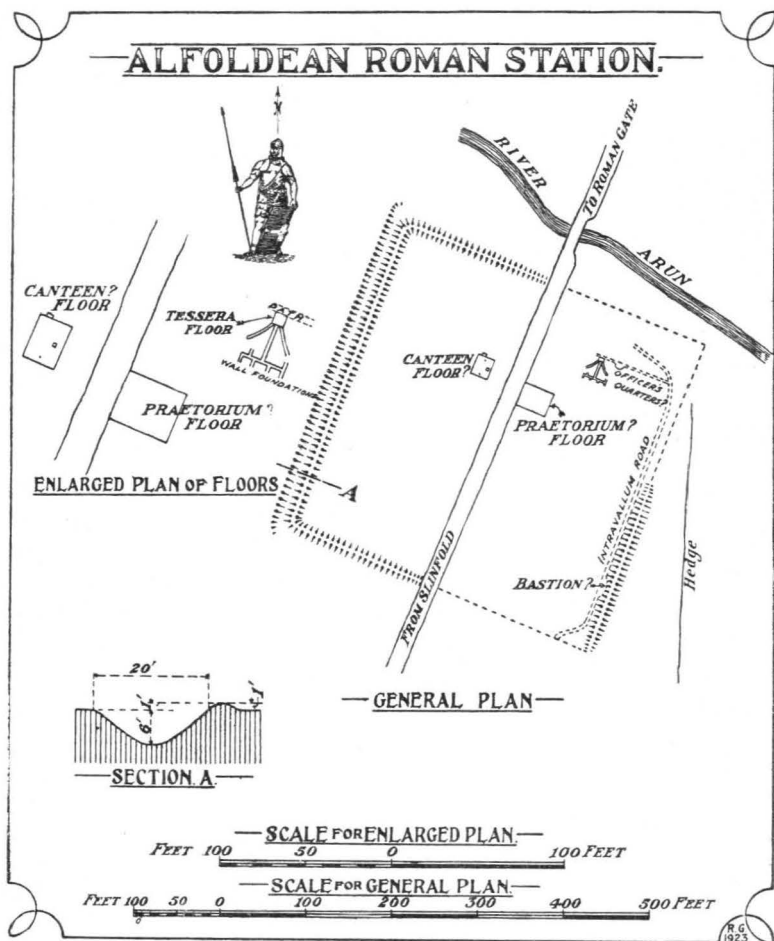 ALFOLDEAN ROMAN STATION.
N
RIVER
ARUN
TO ROMAN GATE
CANTEEN?
FLOOR
TESSERA
FLOOR
WALL FOUNDATIONS
PRAETORIUM?
FLOOR
ENLARGED PLAN OF FLOORS
A
CANTEEN
FLOOR?
OFFICER'S
QUARTERS?
PRAETORIUM?
FLOOR
INTRAVALLUM ROAD
BASTION?
Hedge
FROM SLINFOLD
GENERAL PLAN
20'
1'
1'
6'
SECTION. A.
SCALE FOR ENLARGED PLAN.
FEET 100 50 0 100 FEET
SCALE FOR GENERAL PLAN.
FEET 100 50 0 100 200 300 400 500 FEET
R.G
1923